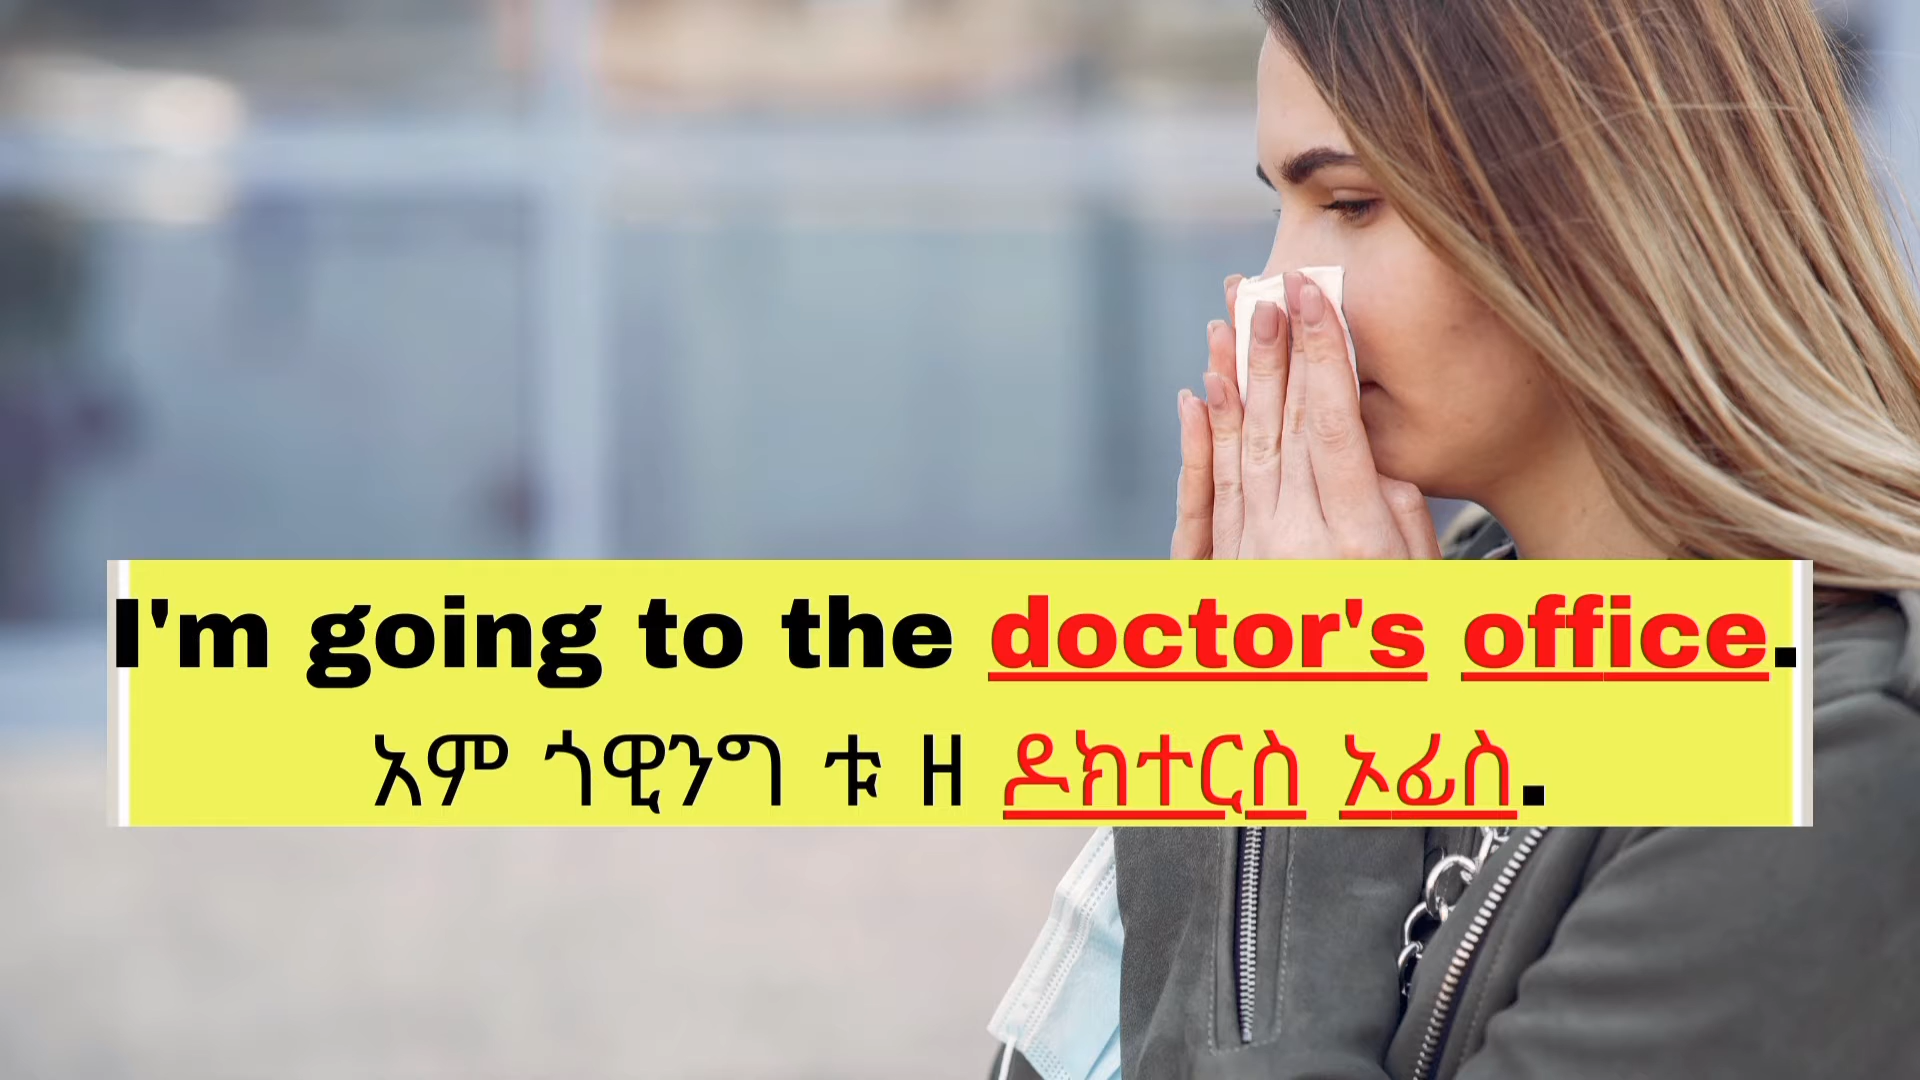 I'm going to the doctor's office.
አም ጎዊንግ ቱ ዘ ዶክተርስ ኦፊስ.